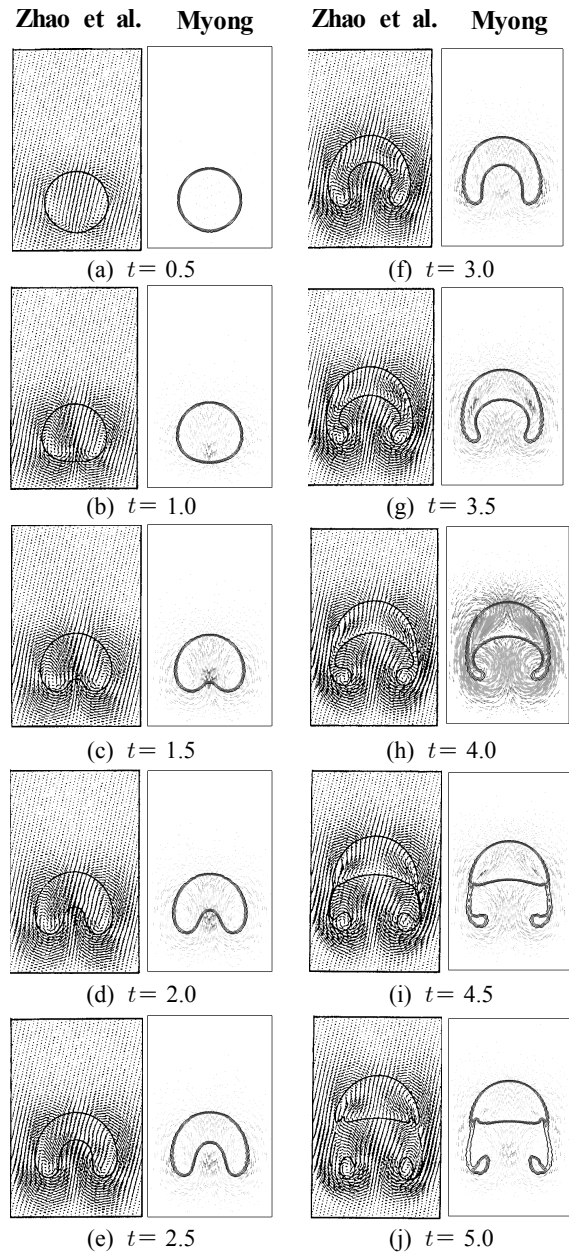 Zhao et al. Myong
(a) t= 0.5
(b) t= 1.0
(c) t= 1.5
(d) t= 2.0
(e) t= 2.5
Zhao et al. Myong
(f) t= 3.0
(g) t= 3.5
(h) t= 4.0
(i) t= 4.5
(j) t= 5.0